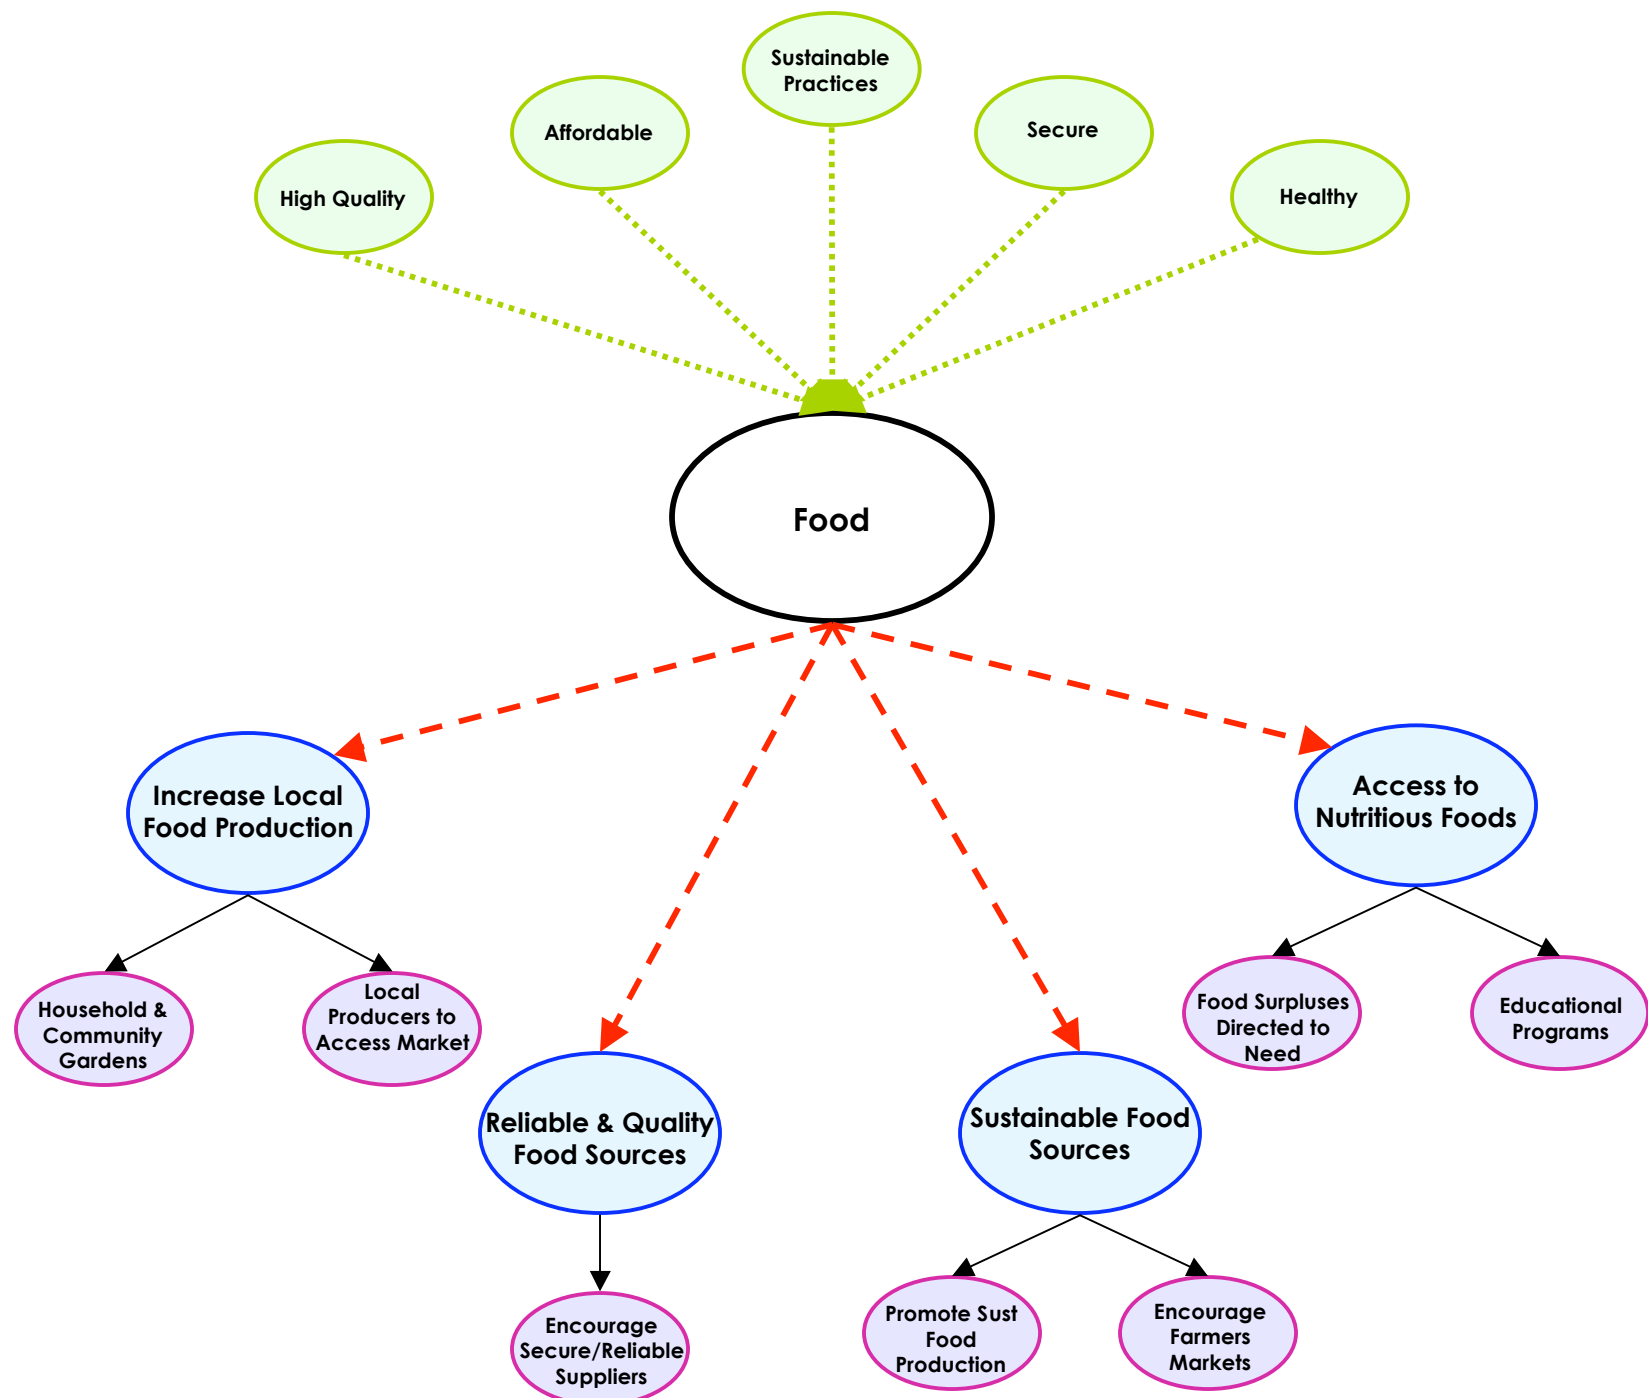 Sustainable
Practices
Affordable
Secure
High Quality
Healthy
Food
Increase Local
Food Production
Access to
Nutritious Foods
Household &
Community
Gardens
Local
Producers to
Access Market
Food Surpluses
Directed to
Need
Educational
Programs
Reliable & Quality
Food Sources
Sustainable Food
Sources
Encourage
Secure/Reliable
Suppliers
Promote Sust
Food
Production
Encourage
Farmers
Markets